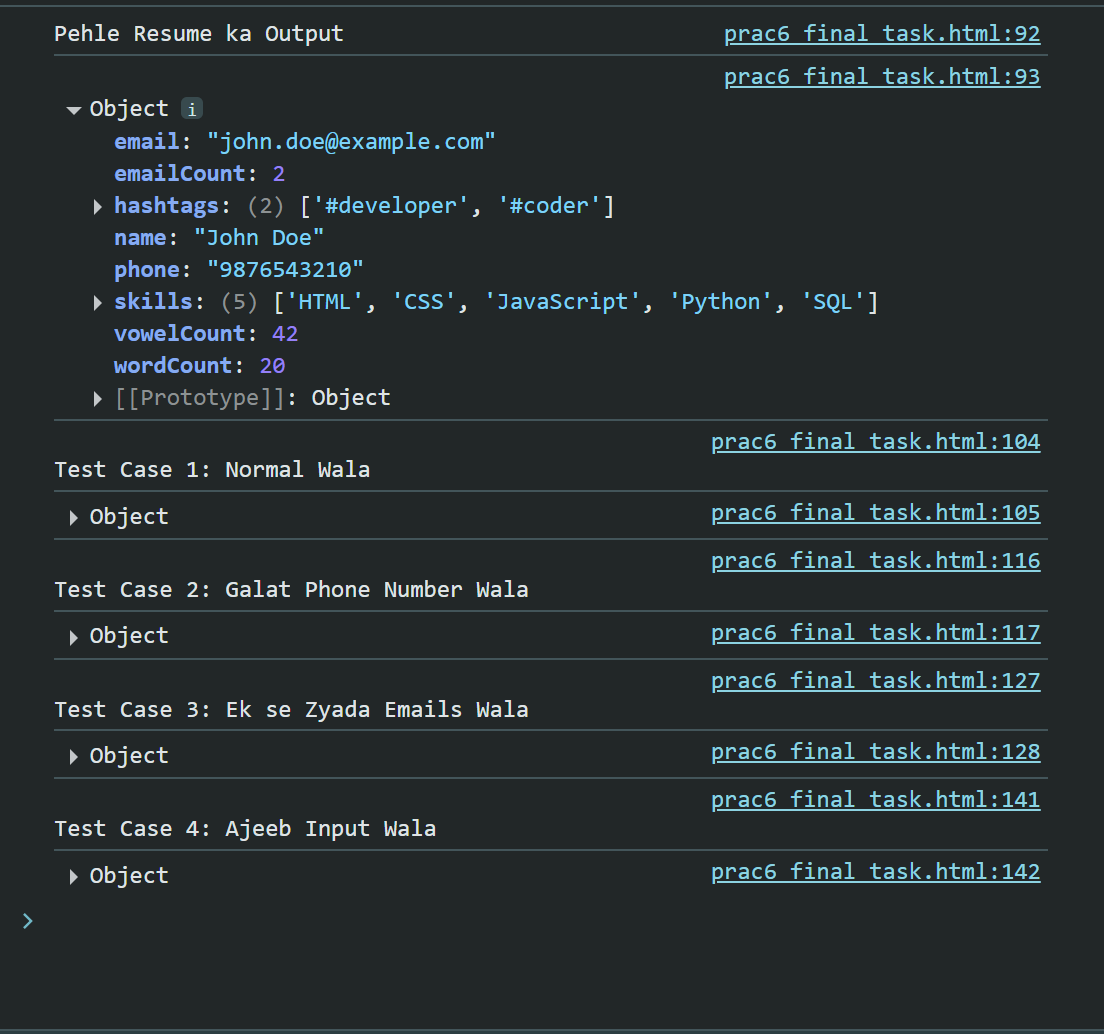 Pehle Resume ka Output prac6 final task.html:92
prac6 final task.html:93
Object i
email: "john.doe@example.com"
emailCount: 2
hashtags: (2) ['#developer', '#coder']
name: "John Doe"
phone: "9876543210"
skills: (5) ['HTML', 'CSS', 'JavaScript', 'Python', 'SQL']
vowelCount: 42
wordCount: 20
[[Prototype]]: Object
prac6 final task.html:104
Test Case 1: Normal Wala
Object prac6 final task.html:105
prac6 final task.html:116
Test Case 2: Galat Phone Number Wala
Object prac6 final task.html:117
prac6 final task.html:127
Test Case 3: Ek se Zyada Emails Wala
Object prac6 final task.html:128
prac6 final task.html:141
Test Case 4: Ajeeb Input Wala
Object prac6 final task.html:142